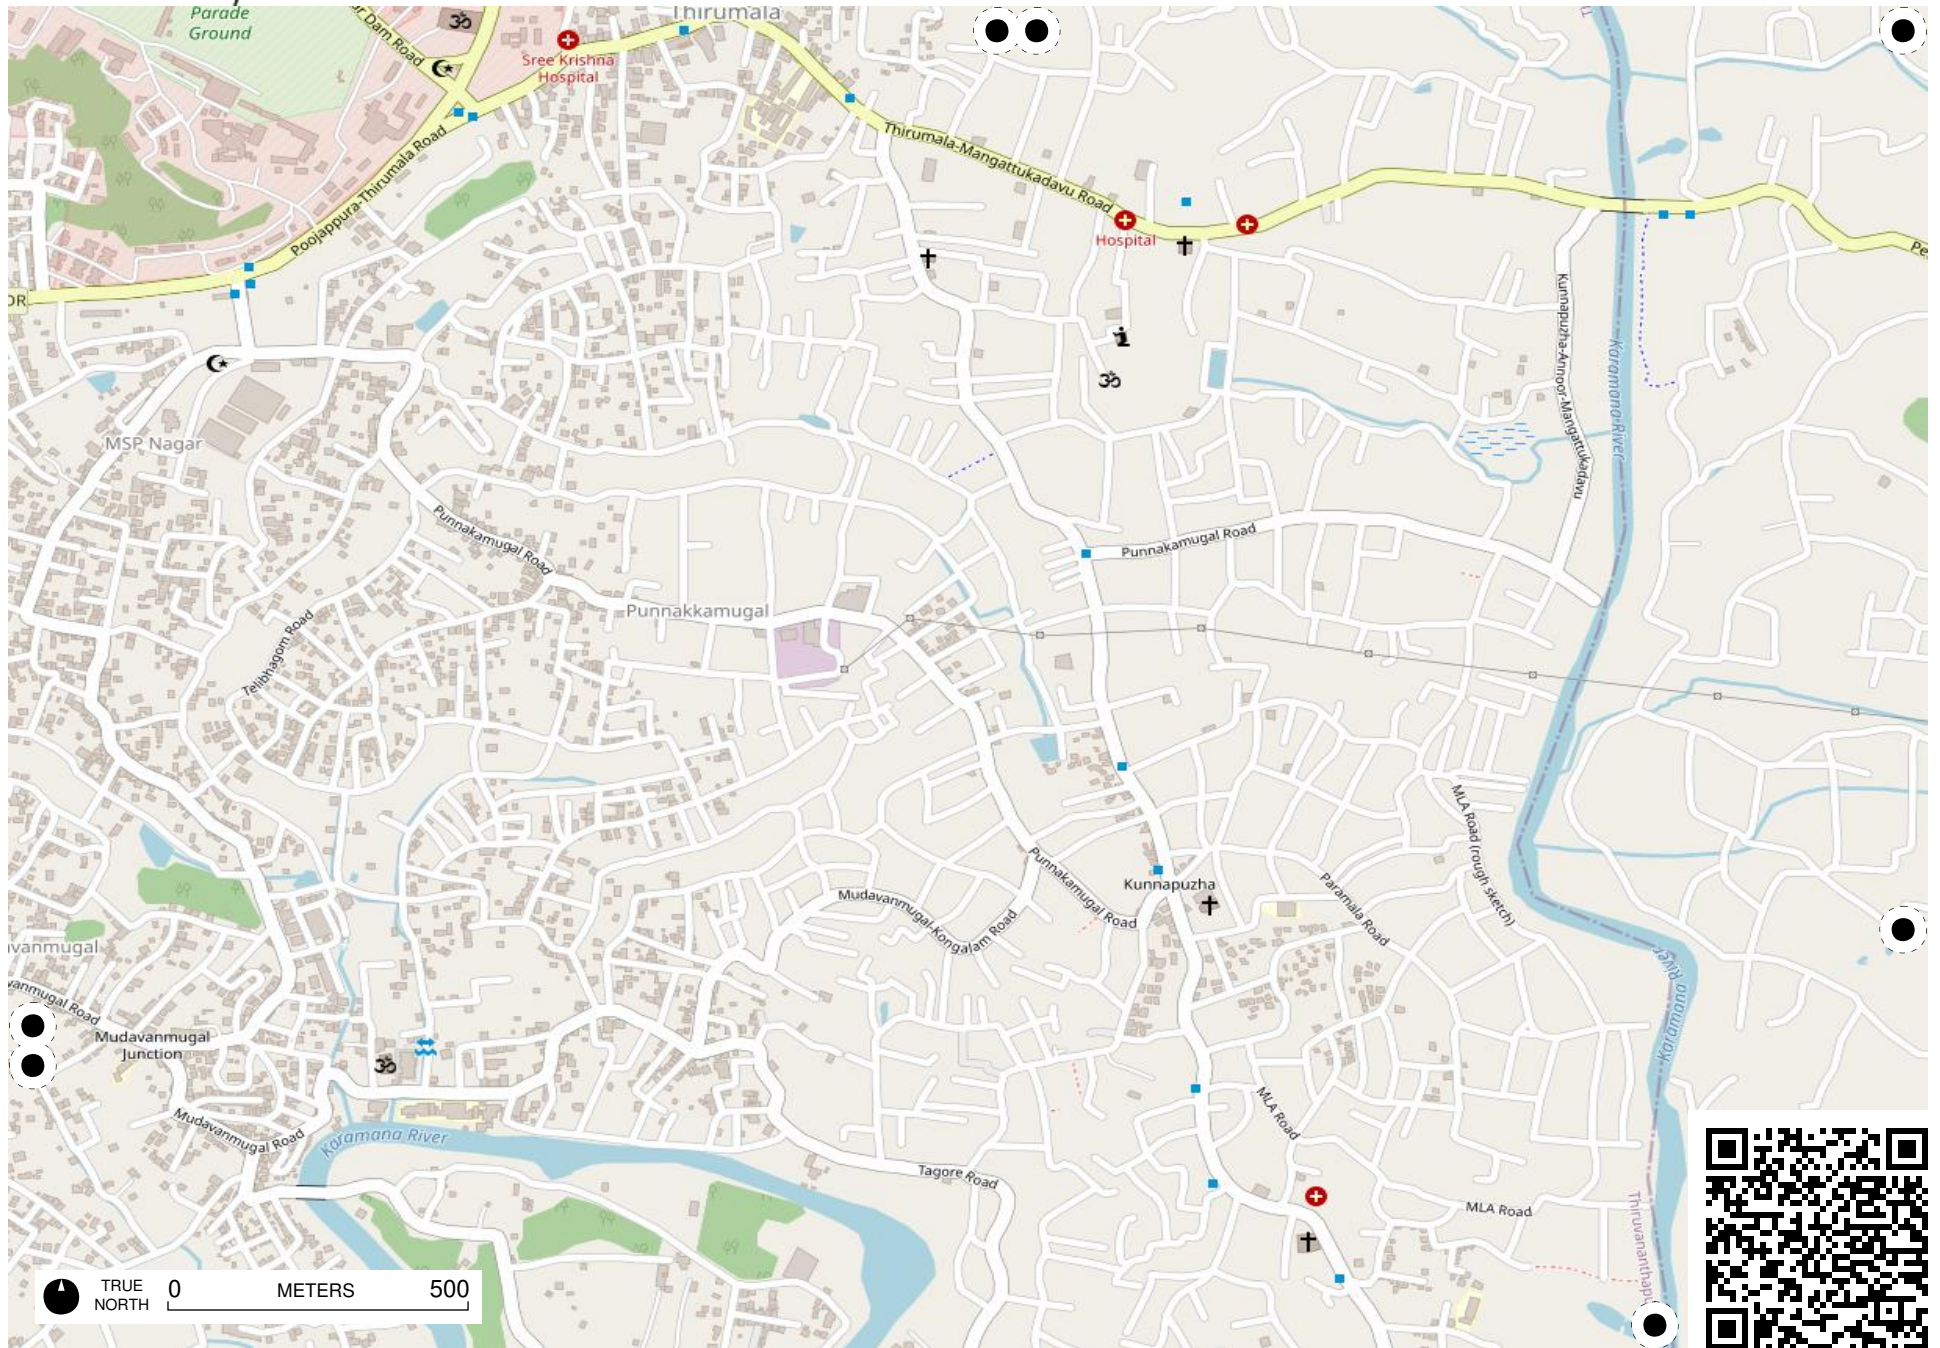 Parade
Ground
Thirumala
Dam Road
Sree Krishna
Hospital
Poojappura-Thirumala Road
Thirumala-Mangattukadavu Road
Hospital
Kunnapuzha-Annoor-Mangattukadavu
Karamana River
MSP Nagar
Punnakamugal Road
Punnakamugal Road
Telibhagom Road
Punnakkamugal
MLA Road (rough sketch)
Punnakamugal Road
Kunnapuzha
Paramala Road
Mudavanmugal-Kongalam Road
Karamana River
Mudavanmugal
Junction
Mudavanmugal Road
Karamana River
MLA Road
Tagore Road
MLA Road
TRUE
NORTH
0 METERS 500